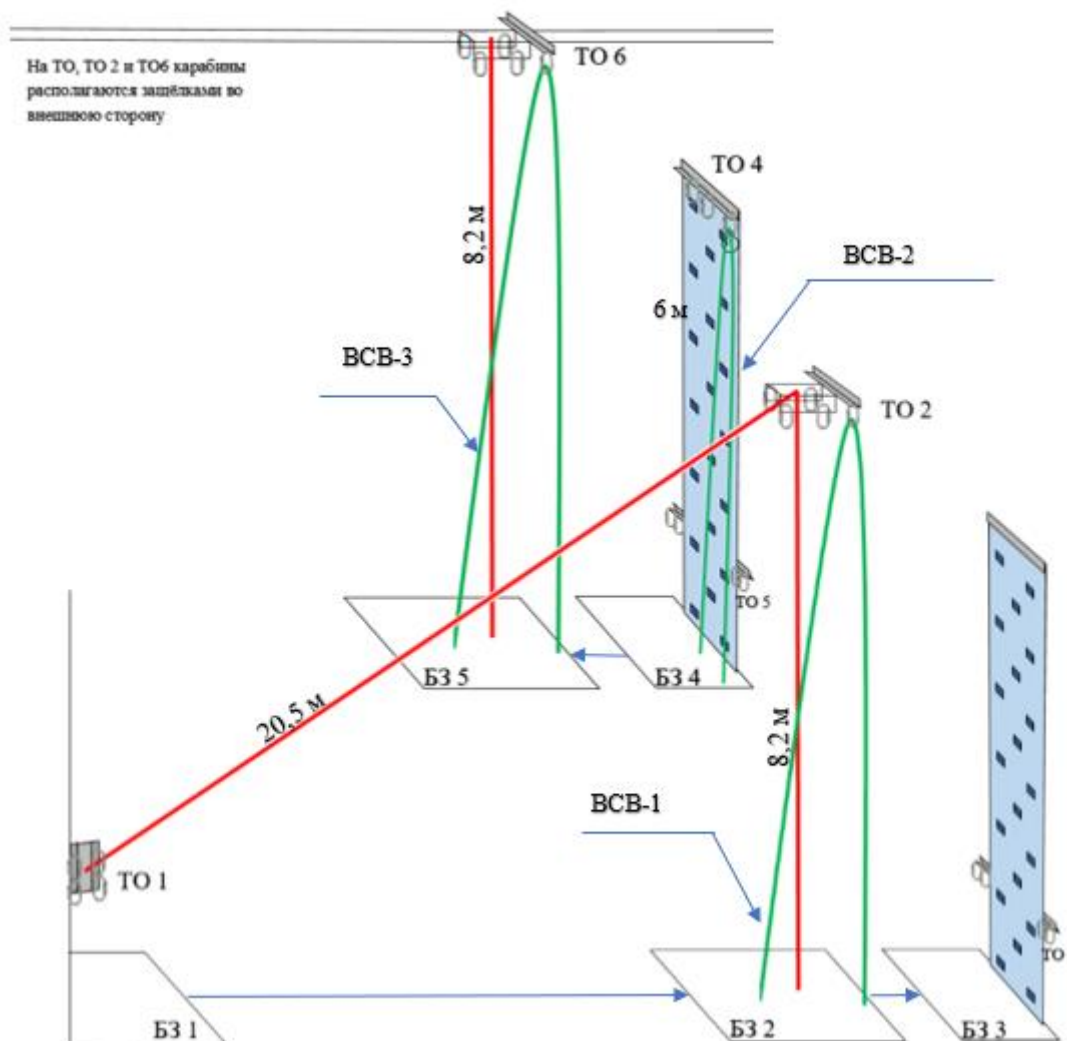 На ТО, ТО 2 и ТО6 карабины
располагаются защёлками во
внешнюю сторону
ТО 6
ТО 4
8,2 м
ВСВ-2
6 м
ВСВ-3
ТО 2
ТО 5
БЗ 5
БЗ 4
20,5 м
8,2 м
ВСВ-1
ТО 1
ТО
БЗ 1
БЗ 2
БЗ 3